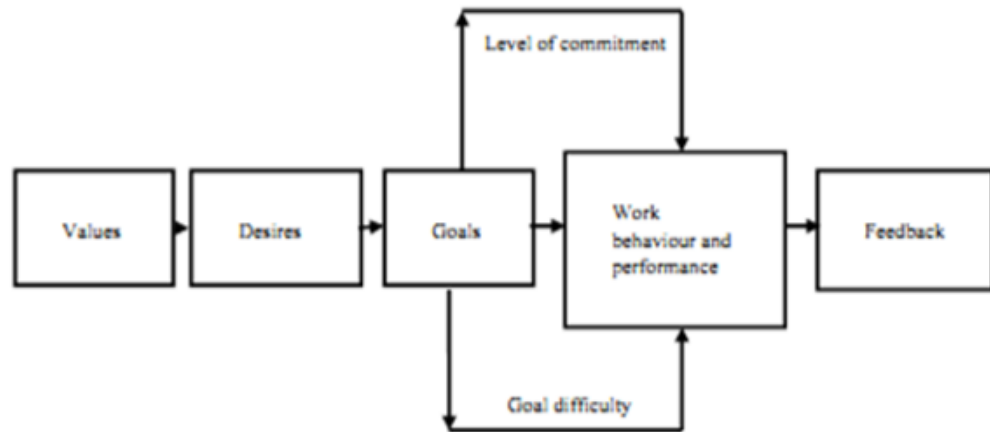 Level of commitment
Values
Desires
Goals
Work
behaviour and
performance
Feedback
Goal difficulty